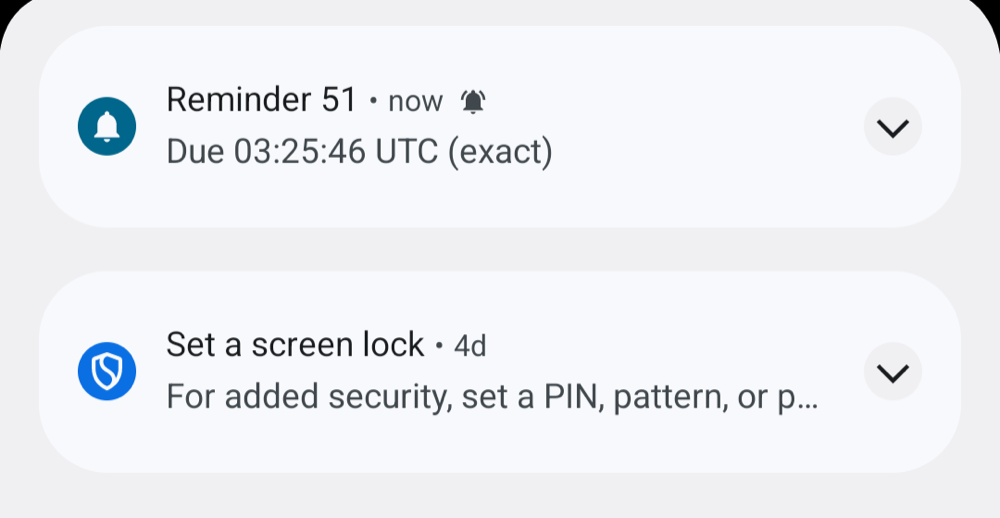 Reminder 51 • now
Due 03:25:46 UTC (exact)
Set a screen lock • 4d
For added security, set a PIN, pattern, or p...